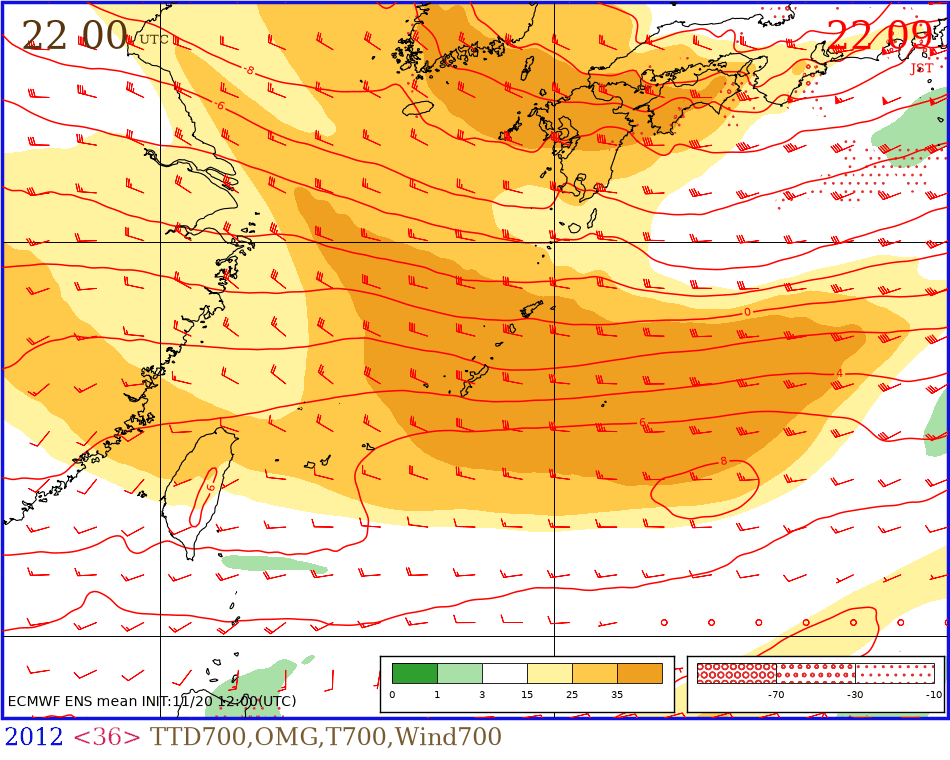 22 00 UTC
22 09
JST
-8
-6
0
4
6
8
6
0 1 3 15 25 35
-70 -30 -10
ECMWF ENS mean INIT:11/20 12:00(UTC)
2012 <36> TTD700,OMG,T700,Wind700